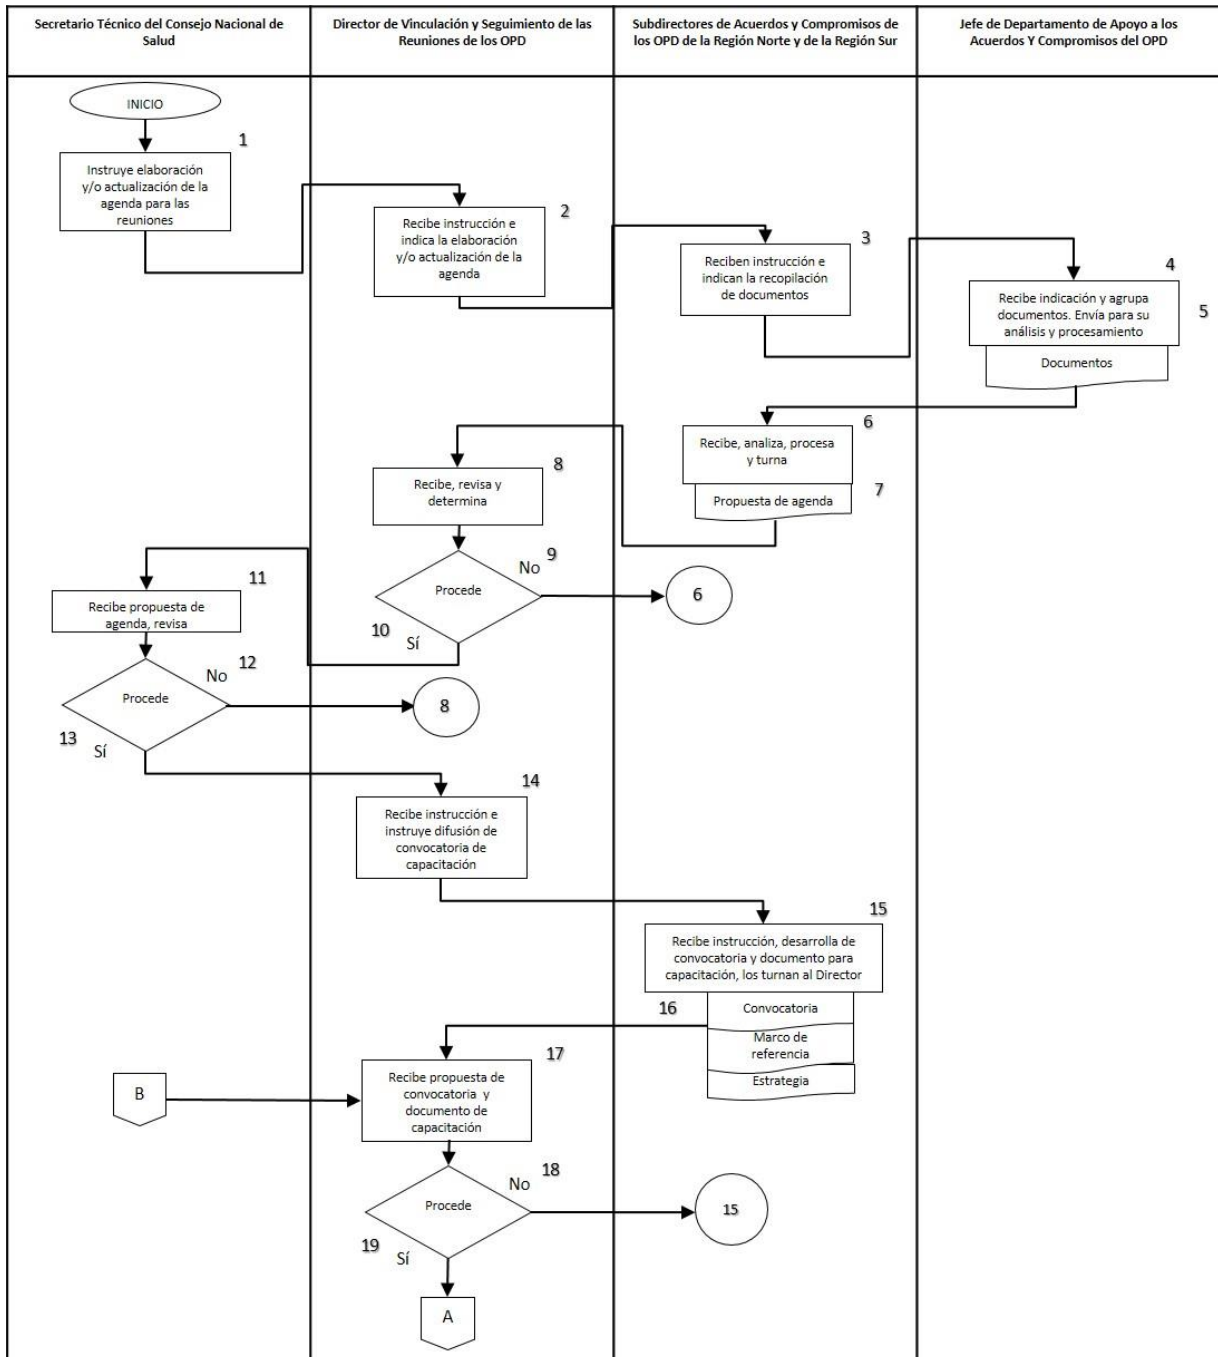 Secretario Técnico del Consejo Nacional de
Salud
Director de Vinculación y Seguimiento de las
Reuniones de los OPD
Subdirectores de Acuerdos y Compromisos de
los OPD de la Región Norte y de la Región Sur
Jefe de Departamento de Apoyo a los
Acuerdos Y Compromisos del OPD
INICIO
1
Instruye elaboración
y/o actualización de la
agenda para las
reuniones
2
Recibe instrucción e
indica la elaboración
y/o actualización de la
agenda
3
Reciben instrucción e
indican la recopilación
de documentos
4
Recibe indicación y agrupa
documentos. Envía para su
análisis y procesamiento
5
Documentos
6
Recibe, analiza, procesa
y turna
7
Propuesta de agenda
8
Recibe, revisa y
determina
9
No
Procede
6
10
Sí
11
Recibe propuesta de
agenda, revisa
12
No
Procede
8
13
Sí
14
Recibe instrucción e
instruye difusión de
convocatoria de
capacitación
15
Recibe instrucción, desarrolla de
convocatoria y documento para
capacitación, los turnan al Director
16
Convocatoria
Marco de
referencia
Estrategia
17
Recibe propuesta de
convocatoria y
documento de
capacitación
B
18
No
Procede
15
19
Sí
A